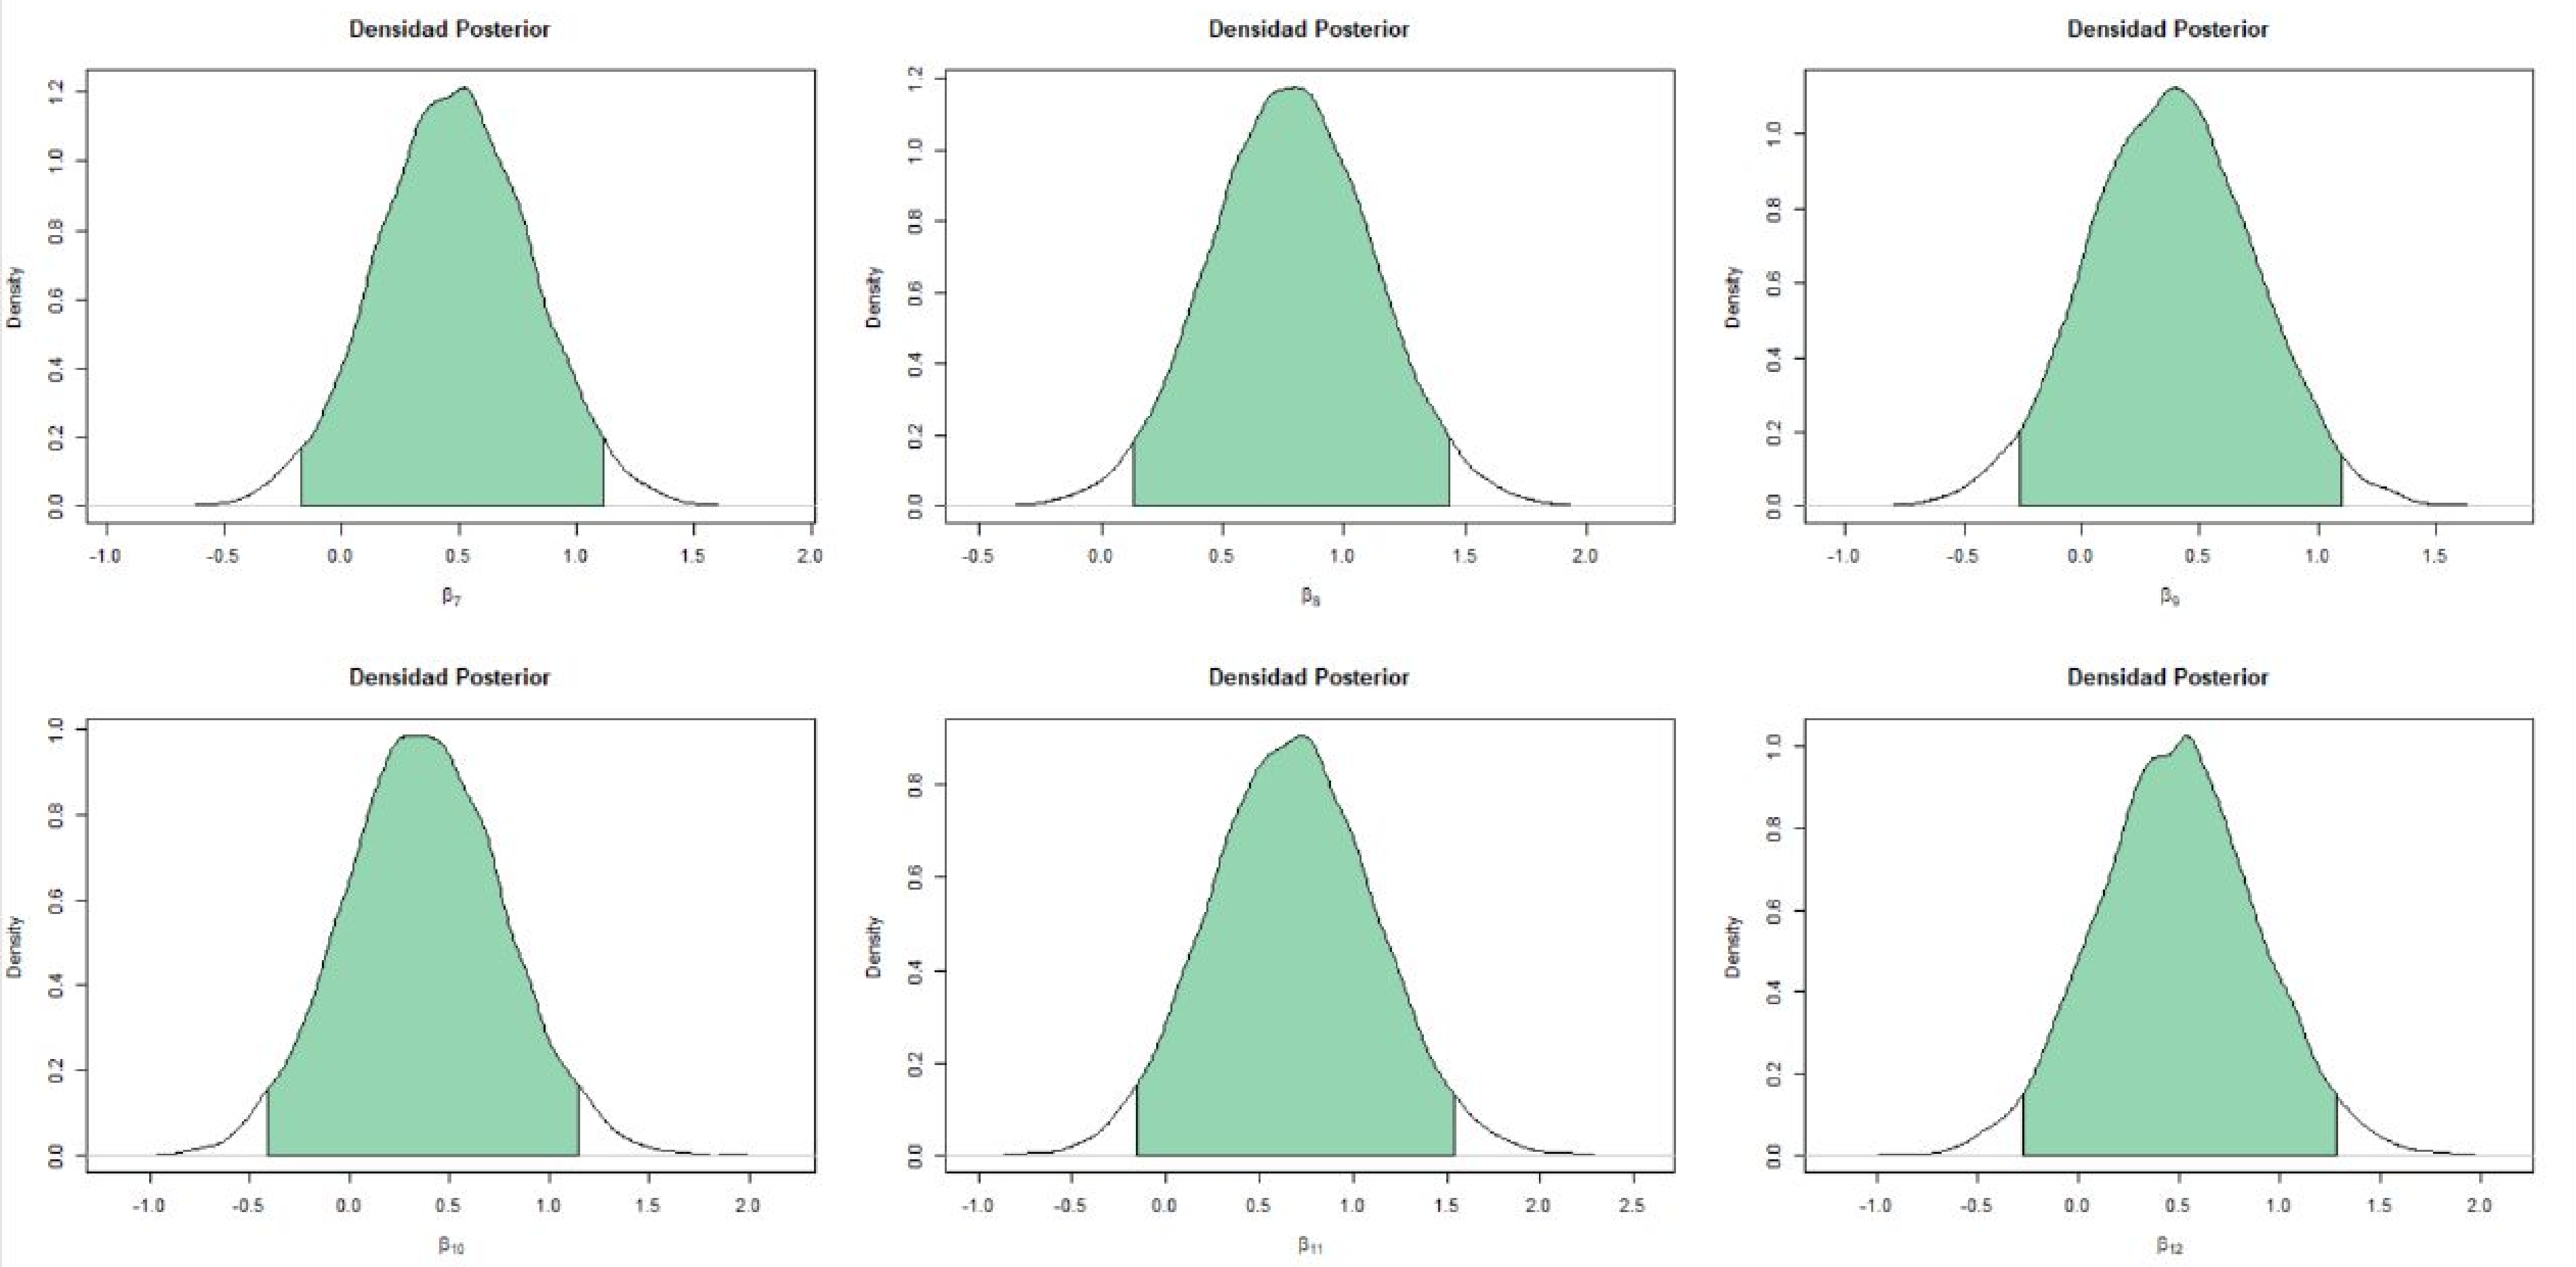 Densidad Posterior
Density
0.0 0.2 0.4 0.6 0.8 1.0 1.2
-1.0 -0.5 0.0 0.5 1.0 1.5 2.0
β7
Densidad Posterior
Density
0.0 0.2 0.4 0.6 0.8 1.0 1.2
-0.5 0.0 0.5 1.0 1.5 2.0
β8
Densidad Posterior
Density
0.0 0.2 0.4 0.6 0.8 1.0
-1.0 -0.5 0.0 0.5 1.0 1.5
β9
Densidad Posterior
Density
0.0 0.2 0.4 0.6 0.8 1.0
-1.0 -0.5 0.0 0.5 1.0 1.5 2.0
β10
Densidad Posterior
Density
0.0 0.2 0.4 0.6 0.8
-1.0 -0.5 0.0 0.5 1.0 1.5 2.0 2.5
β11
Densidad Posterior
Density
0.0 0.2 0.4 0.6 0.8 1.0
-1.0 -0.5 0.0 0.5 1.0 1.5 2.0
β12